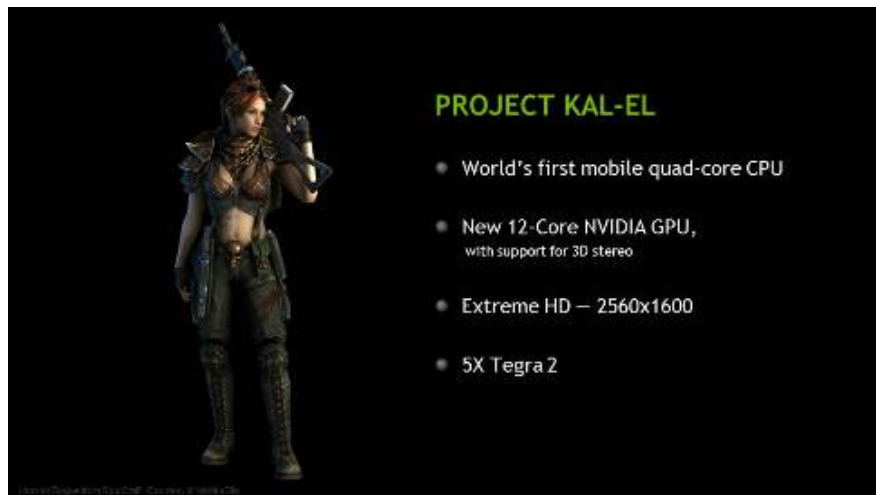 PROJECT KAL-EL
World's first mobile quad-core CPU
New 12-Core NVIDIA GPU,
with support for 3D stereo
Extreme HD — 2560x1600
5X Tegra 2